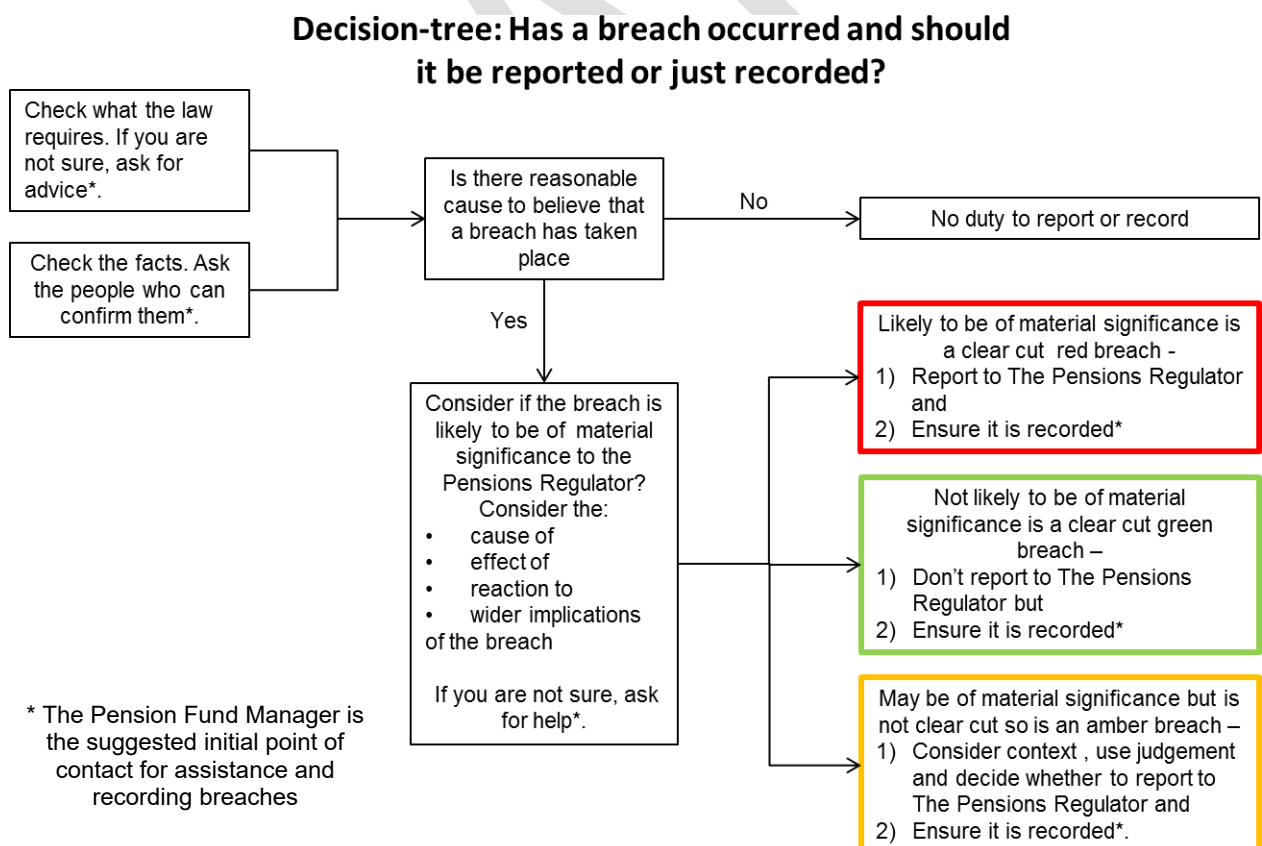 Decision-tree: Has a breach occurred and should
it be reported or just recorded?
Check what the law
requires. If you are
not sure, ask for
advice*.
Check the facts. Ask
the people who can
confirm them*.
Is there reasonable
cause to believe that
a breach has taken
place
No
No duty to report or record
Yes
Consider if the breach is
likely to be of material
significance to the
Pensions Regulator?
Consider the:
• cause of
• effect of
• reaction to
• wider implications
of the breach
If you are not sure, ask
for help*.
Likely to be of material significance is
a clear cut red breach -
1) Report to The Pensions Regulator
and
2) Ensure it is recorded*
Not likely to be of material
significance is a clear cut green
breach –
1) Don’t report to The Pensions
Regulator but
2) Ensure it is recorded*
May be of material significance but is
not clear cut so is an amber breach –
1) Consider context , use judgement
and decide whether to report to
The Pensions Regulator and
2) Ensure it is recorded*.
* The Pension Fund Manager is
the suggested initial point of
contact for assistance and
recording breaches